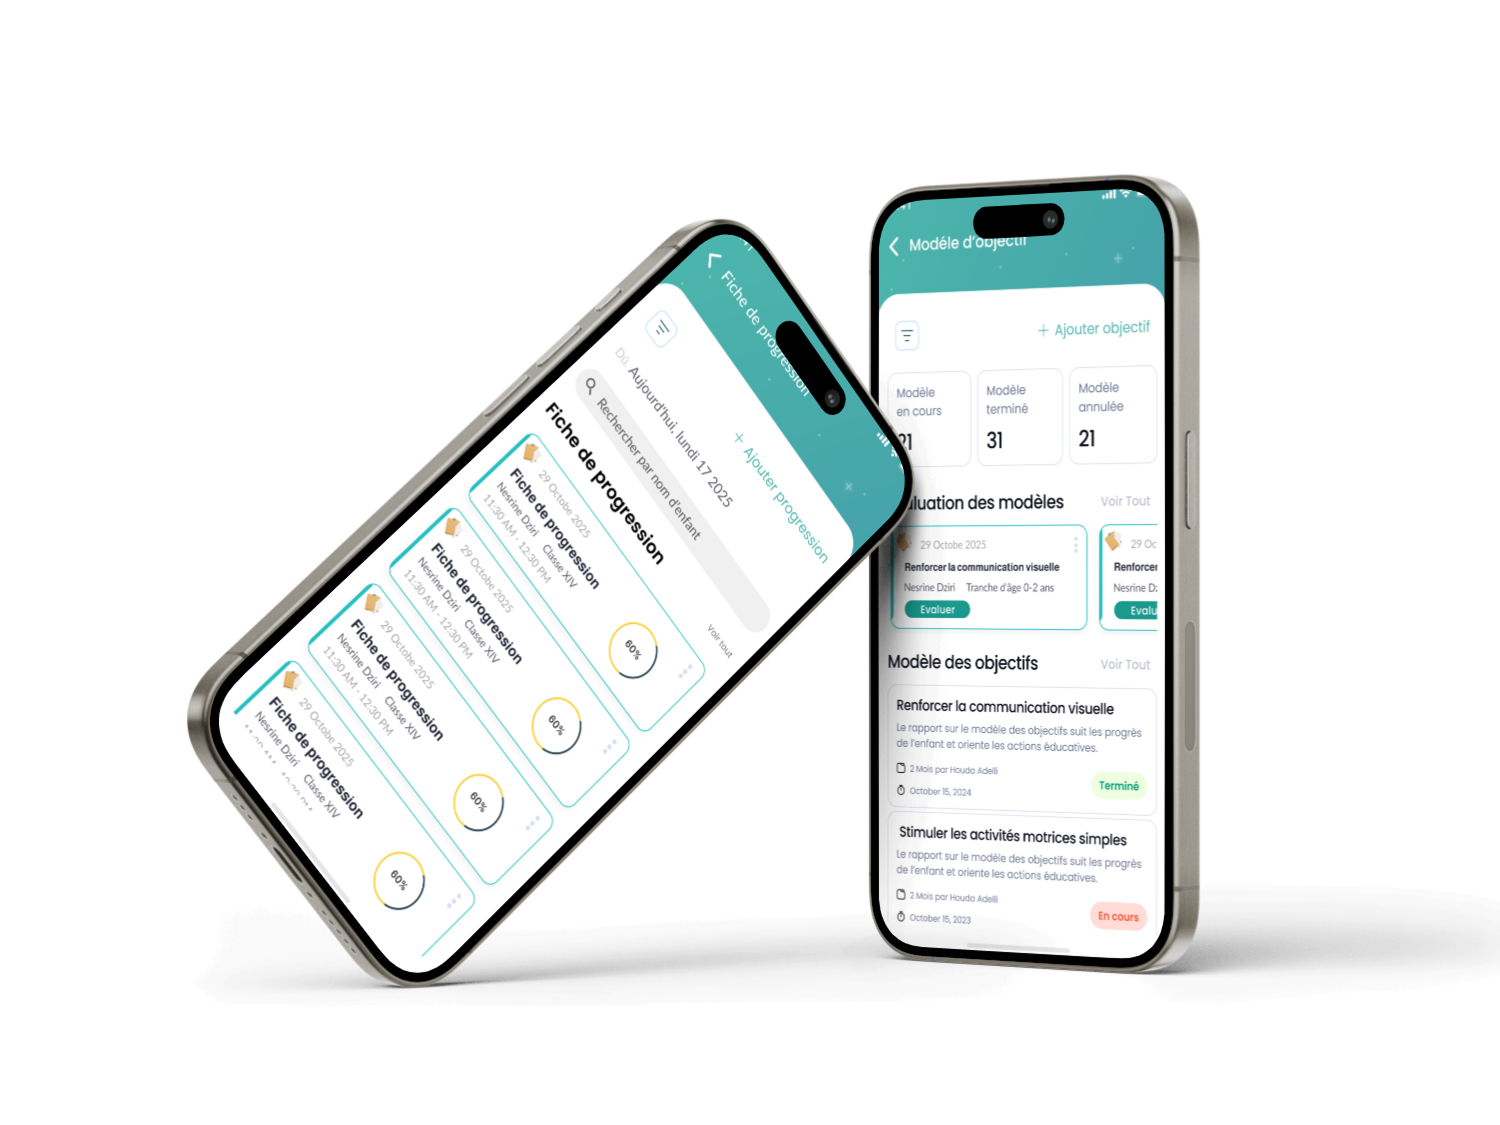 Fiche de progression
+ Ajouter progression
Aujourd'hui, lundi 17 2025
Rechercher par nom d'enfant
Fiche de progression
Voir tout
29 Octobe 2025
Fiche de progression
Nesrine Dziri Classe XIV
11:30 AM - 12:30 PM
60%
29 Octobe 2025
Fiche de progression
Nesrine Dziri Classe XIV
11:30 AM - 12:30 PM
60%
29 Octobe 2025
Fiche de progression
Nesrine Dziri Classe XIV
11:30 AM - 12:30 PM
60%
29 Octobe 2025
Fiche de progression
Nesrine Dziri Classe XIV
60%
Modéle d'objectif
+ Ajouter objectif
Modèle
en cours
21
Modèle
terminé
31
Modèle
annulée
21
luation des modèles
Voir Tout
29 Octobe 2025
Renforcer la communication visuelle
Nesrine Dziri Tranche d'âge 0-2 ans
Evaluer
29 Oc
Renforcer
Nesrine Dz
Evalu
Modèle des objectifs
Voir Tout
Renforcer la communication visuelle
Le rapport sur le modèle des objectifs suit les progrès
de l'enfant et oriente les actions éducatives.
2 Mois par Houda Adelli
October 15, 2024
Terminé
Stimuler les activités motrices simples
Le rapport sur le modèle des objectifs suit les progrès
de l'enfant et oriente les actions éducatives.
2 Mois par Houda Adelli
October 15, 2023
En cours